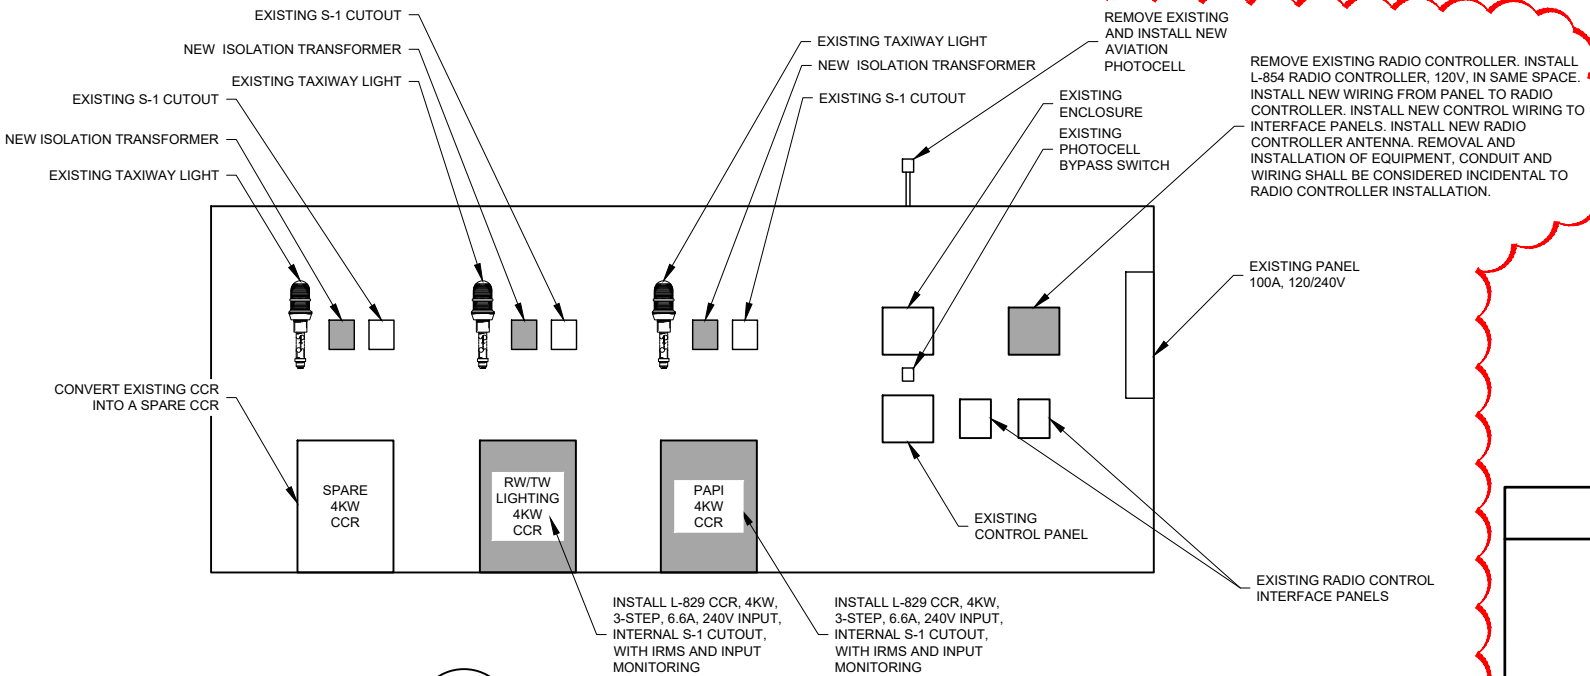 EXISTING S-1 CUTOUT
NEW  ISOLATION TRANSFORMER
EXISTING TAXIWAY LIGHT
EXISTING S-1 CUTOUT
NEW ISOLATION TRANSFORMER
EXISTING TAXIWAY LIGHT
EXISTING TAXIWAY LIGHT
NEW  ISOLATION TRANSFORMER
EXISTING S-1 CUTOUT
REMOVE EXISTING
AND INSTALL NEW
AVIATION
PHOTOCELL
EXISTING
ENCLOSURE
EXISTING
PHOTOCELL
BYPASS SWITCH
REMOVE EXISTING RADIO CONTROLLER. INSTALL
L-854 RADIO CONTROLLER, 120V, IN SAME SPACE.
INSTALL NEW WIRING FROM PANEL TO RADIO
CONTROLLER. INSTALL NEW CONTROL WIRING TO
INTERFACE PANELS. INSTALL NEW RADIO
CONTROLLER ANTENNA. REMOVAL AND
INSTALLATION OF EQUIPMENT, CONDUIT AND
WIRING SHALL BE CONSIDERED INCIDENTAL TO
RADIO CONTROLLER INSTALLATION.
EXISTING PANEL
100A, 120/240V
CONVERT EXISTING CCR
INTO A SPARE CCR
SPARE
4KW
CCR
RW/TW
LIGHTING
4KW
CCR
PAPI
4KW
CCR
EXISTING
CONTROL PANEL
EXISTING RADIO CONTROL
INTERFACE PANELS
INSTALL L-829 CCR, 4KW,
3-STEP, 6.6A, 240V INPUT,
INTERNAL S-1 CUTOUT,
WITH IRMS AND INPUT
MONITORING
INSTALL L-829 CCR, 4KW,
3-STEP, 6.6A, 240V INPUT,
INTERNAL S-1 CUTOUT,
WITH IRMS AND INPUT
MONITORING